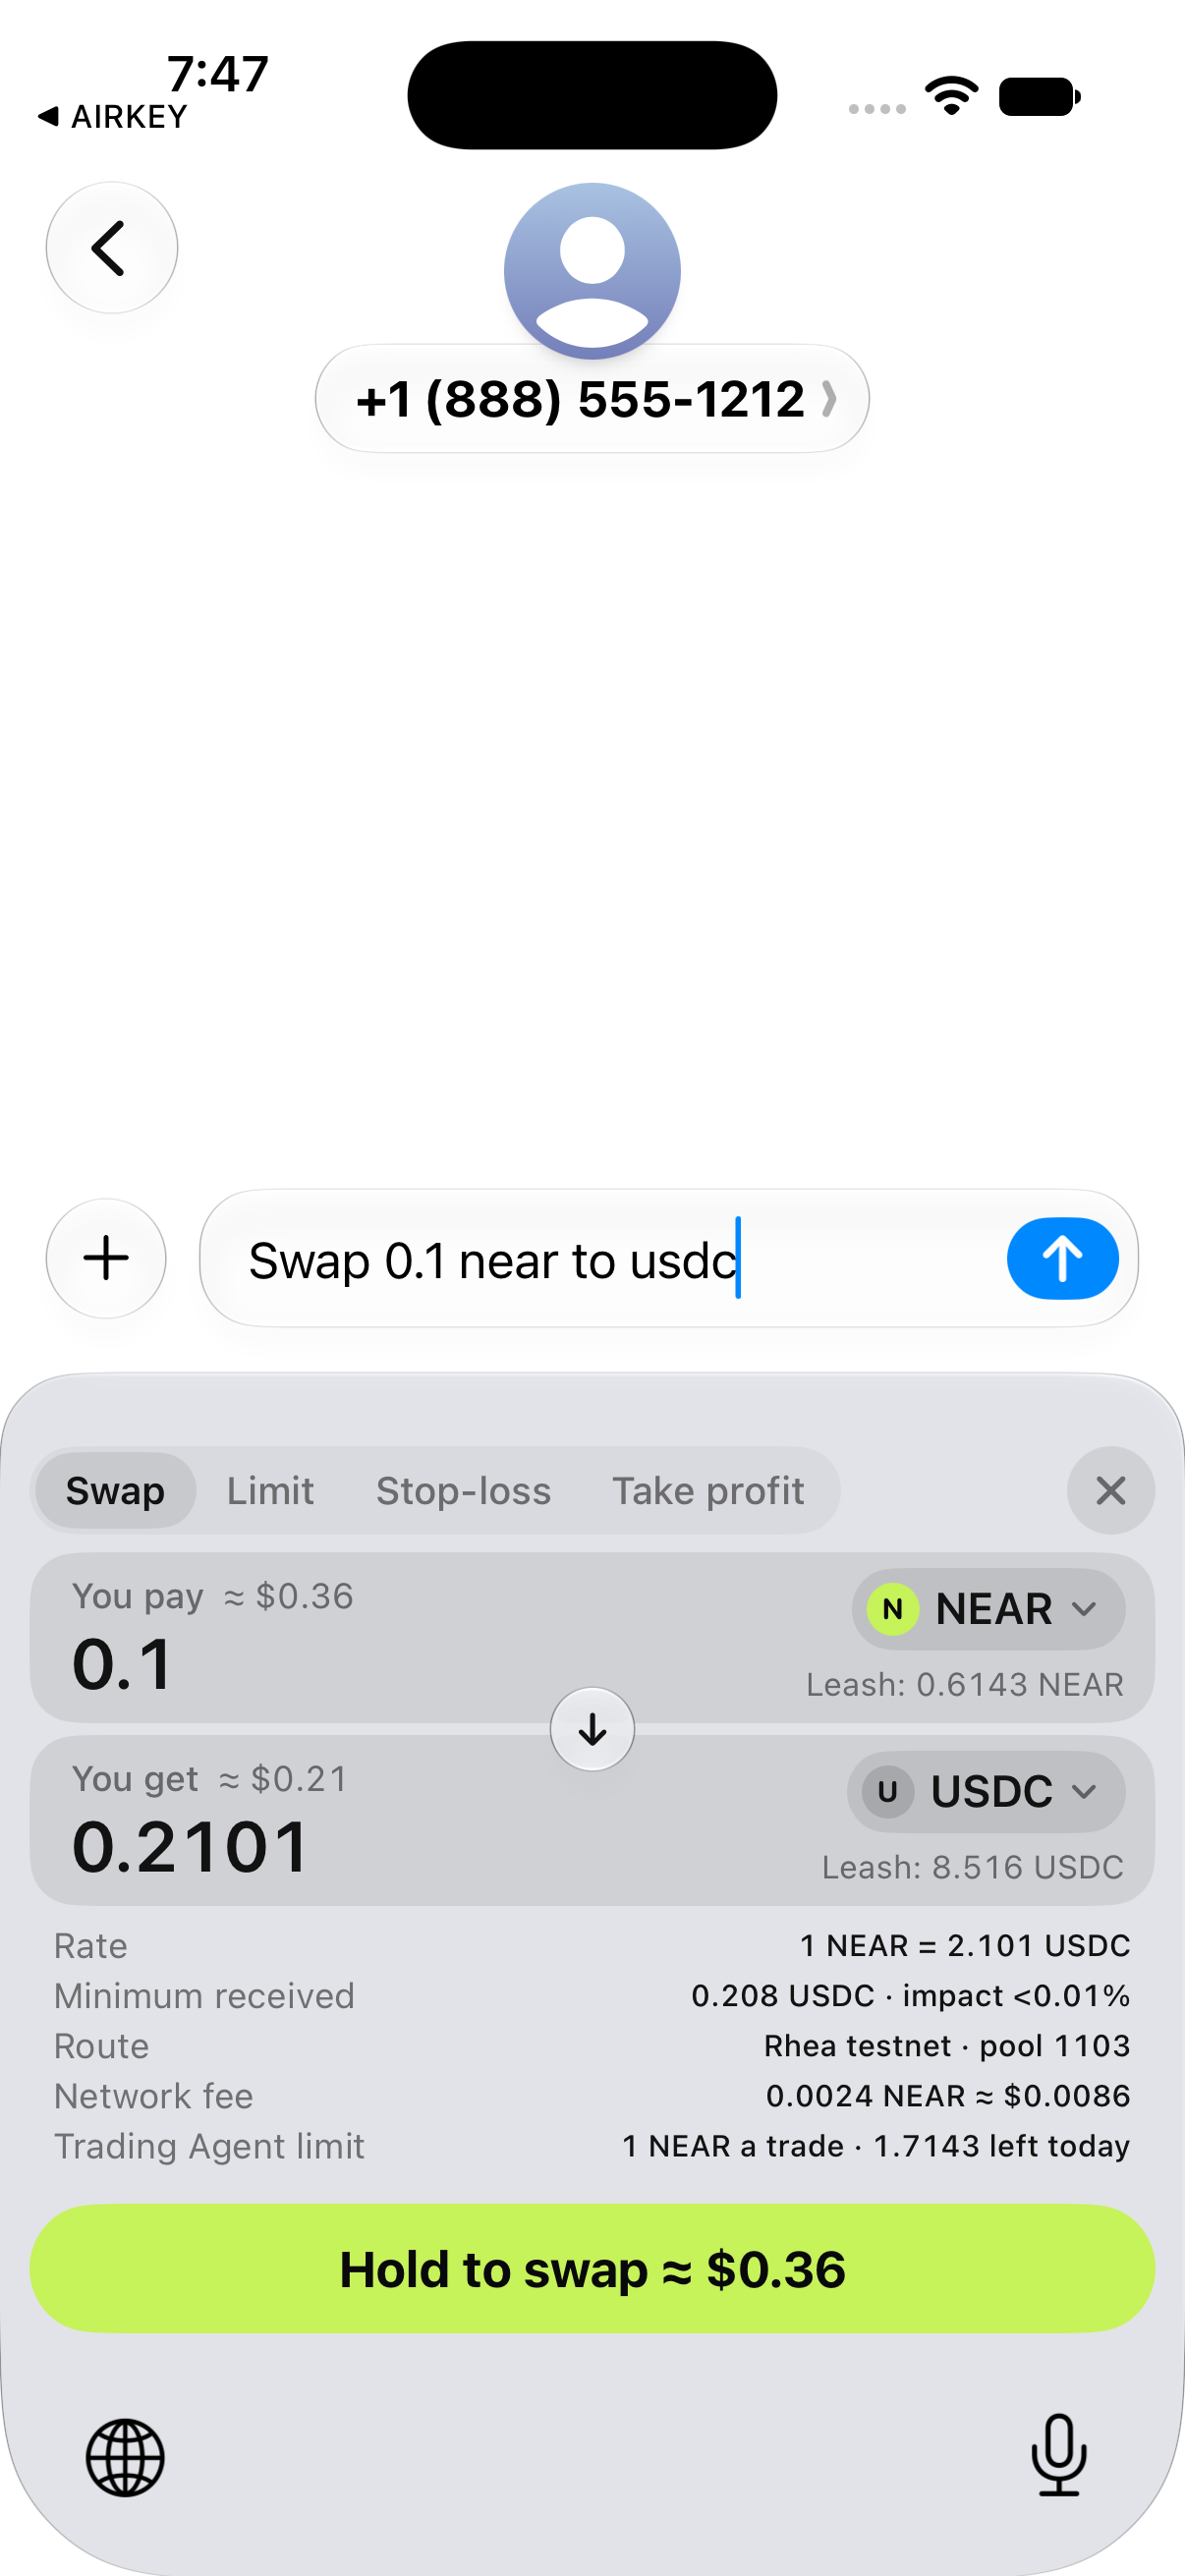 7:47
◀ AIRKEY
+1 (888) 555-1212
Swap 0.1 near to usdc
Swap Limit Stop-loss Take profit
You pay ≈ $0.36
N NEAR
0.1
Leash: 0.6143 NEAR
You get ≈ $0.21
U USDC
0.2101
Leash: 8.516 USDC
Rate 1 NEAR = 2.101 USDC
Minimum received 0.208 USDC · impact <0.01%
Route Rhea testnet · pool 1103
Network fee 0.0024 NEAR ≈ $0.0086
Trading Agent limit 1 NEAR a trade · 1.7143 left today
Hold to swap ≈ $0.36